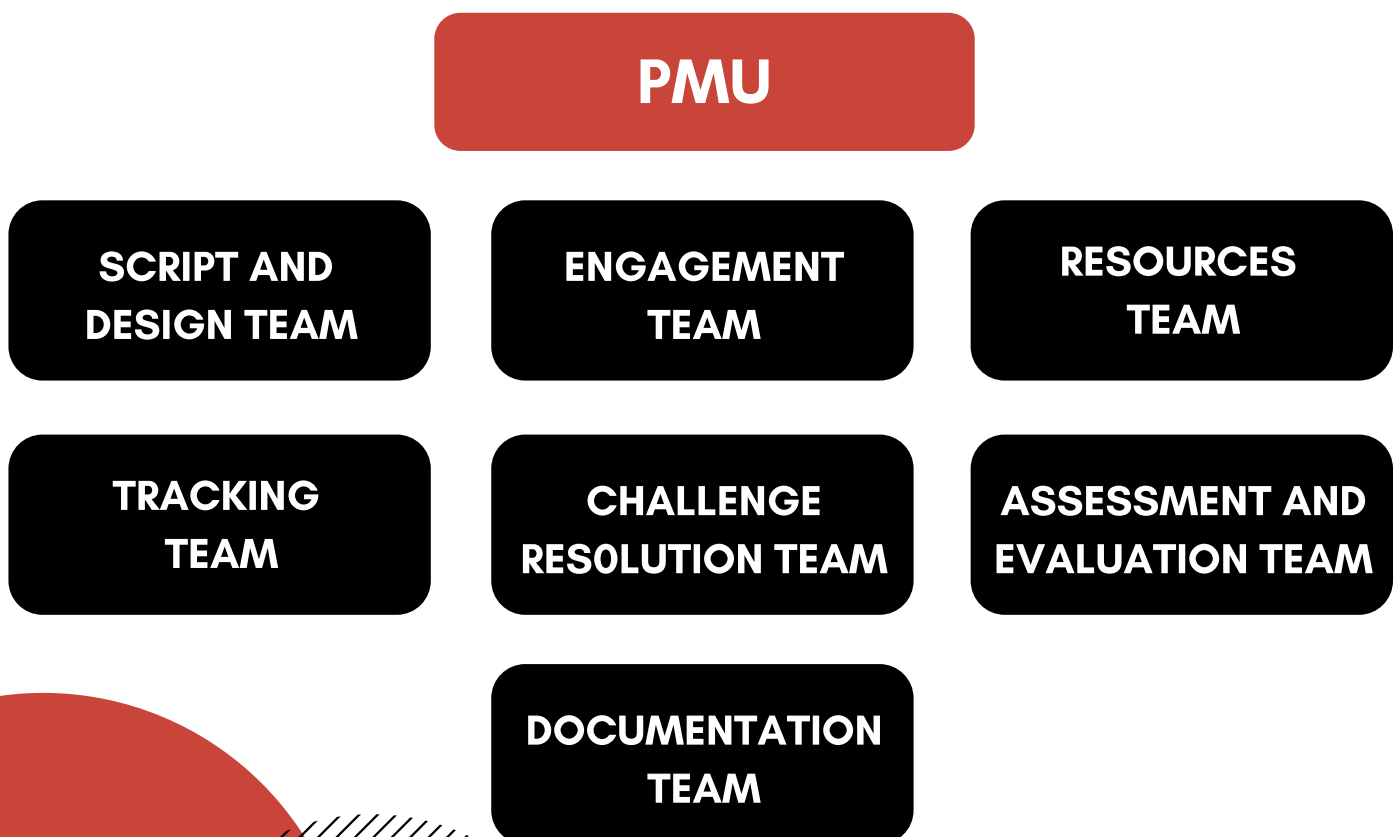 PMU
SCRIPT AND
DESIGN TEAM
ENGAGEMENT
TEAM
RESOURCES
TEAM
TRACKING
TEAM
CHALLENGE
RES0LUTION TEAM
ASSESSMENT AND
EVALUATION TEAM
DOCUMENTATION
TEAM